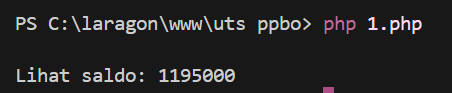 PS C:\laragon\www\uts ppbo> php 1.php
Lihat saldo: 1195000